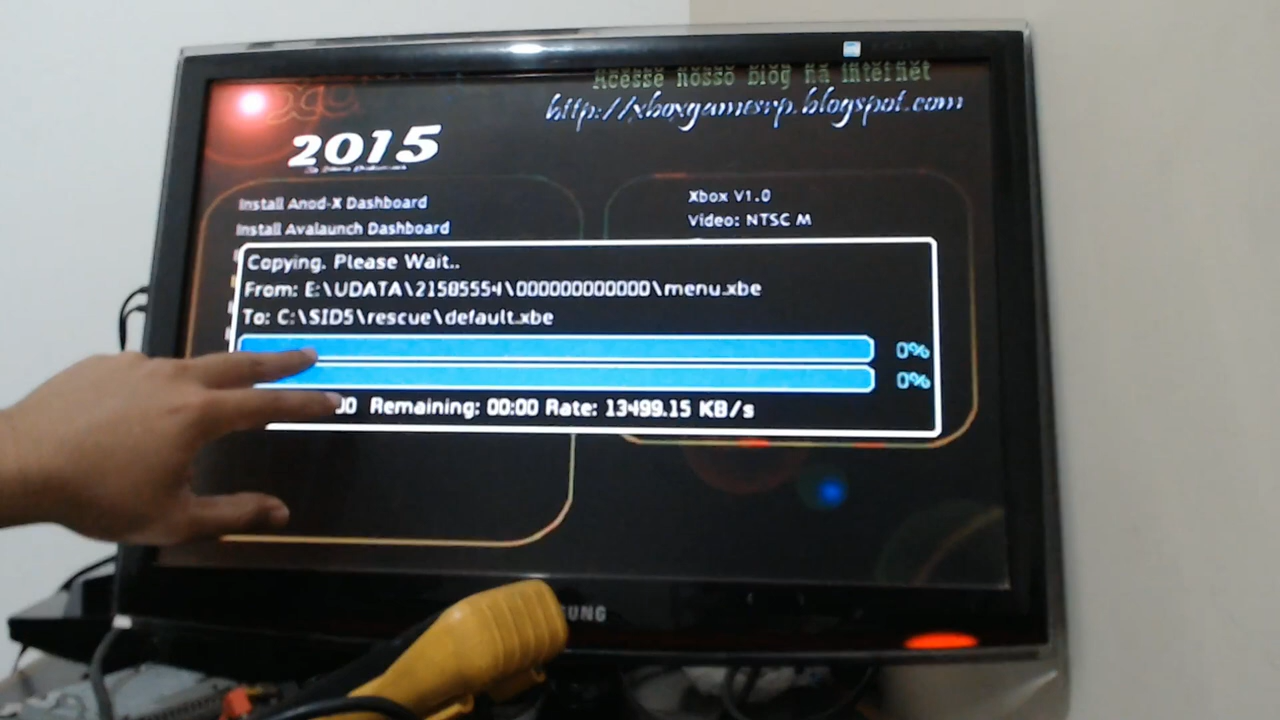 Acesse nosso blog na internet
http://xboxgamesrp.blogspot.com
2015
Install Anod-X Dashboard
Install Avalaunch Dashboard
Xbox V1.0
Video: NTSC M
Copying. Please Wait..
From: E:\UDATA\21585554\000000000000\menu.xbe
To: C:\SID5\rescue\default.xbe
0%
0%
00 Remaining: 00:00 Rate: 13499.15 KB/s